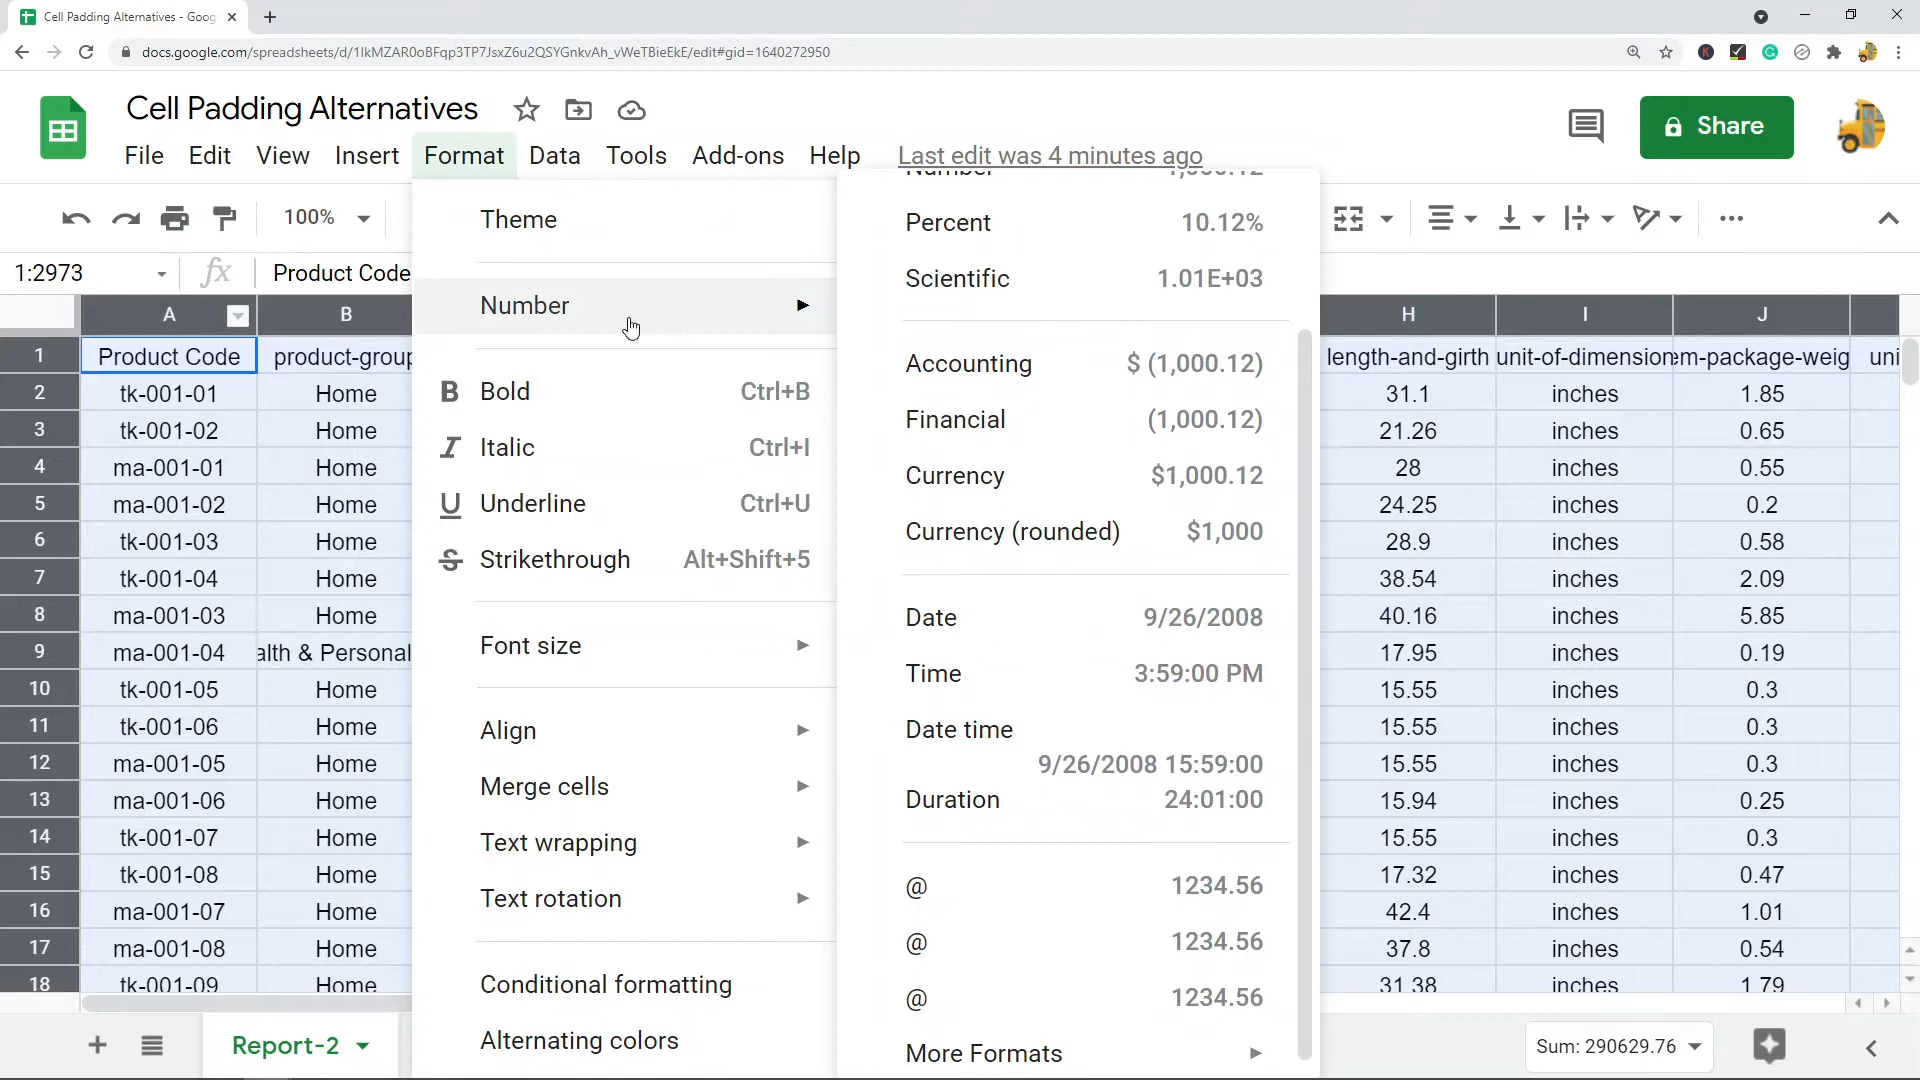 Cell Padding Alternatives - Goog
docs.google.com/spreadsheets/d/1IkMZAR0oBFqp3TP7JsxZ6u2QSYGnkvAh_vWeTBieEkE/edit#gid=1640272950
Cell Padding Alternatives
Share
File Edit View Insert Format Data Tools Add-ons Help Last edit was 4 minutes ago
100%
1:2973 fx Product Code
Theme
Number
Bold Ctrl+B
Italic Ctrl+I
Underline Ctrl+U
Strikethrough Alt+Shift+5
Font size
Align
Merge cells
Text wrapping
Text rotation
Conditional formatting
Alternating colors
Number 1,000.12
Percent 10.12%
Scientific 1.01E+03
Accounting $ (1,000.12)
Financial (1,000.12)
Currency $1,000.12
Currency (rounded) $1,000
Date 9/26/2008
Time 3:59:00 PM
Date time
9/26/2008 15:59:00
Duration 24:01:00
@ 1234.56
@ 1234.56
@ 1234.56
More Formats
A B H I J
1 Product Code product-group length-and-girth unit-of-dimension em-package-weig uni
2 tk-001-01 Home 31.1 inches 1.85
3 tk-001-02 Home 21.26 inches 0.65
4 ma-001-01 Home 28 inches 0.55
5 ma-001-02 Home 24.25 inches 0.2
6 tk-001-03 Home 28.9 inches 0.58
7 tk-001-04 Home 38.54 inches 2.09
8 ma-001-03 Home 40.16 inches 5.85
9 ma-001-04 alth & Personal 17.95 inches 0.19
10 tk-001-05 Home 15.55 inches 0.3
11 tk-001-06 Home 15.55 inches 0.3
12 ma-001-05 Home 15.55 inches 0.3
13 ma-001-06 Home 15.94 inches 0.25
14 tk-001-07 Home 15.55 inches 0.3
15 tk-001-08 Home 17.32 inches 0.47
16 ma-001-07 Home 42.4 inches 1.01
17 ma-001-08 Home 37.8 inches 0.54
18 tk-001-09 Home 31.38 inches 1.79
Report-2
Sum: 290629.76